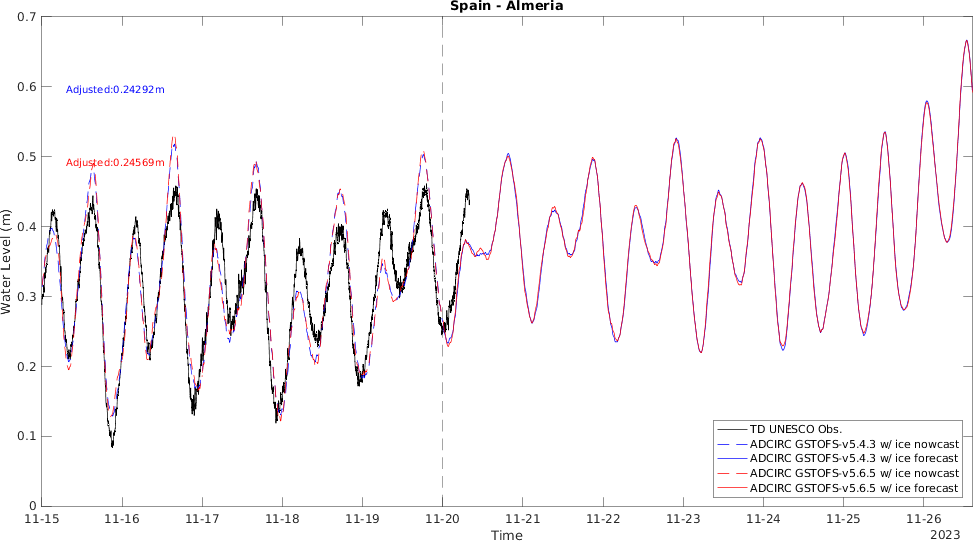 Spain - Almeria
0.7
0.6
0.5
0.4
0.3
0.2
0.1
0
Water Level (m)
Adjusted:0.24292m
Adjusted:0.24569m
TD UNESCO Obs.
ADCIRC GSTOFS-v5.4.3 w/ ice nowcast
ADCIRC GSTOFS-v5.4.3 w/ ice forecast
ADCIRC GSTOFS-v5.6.5 w/ ice nowcast
ADCIRC GSTOFS-v5.6.5 w/ ice forecast
11-15 11-16 11-17 11-18 11-19 11-20 11-21 11-22 11-23 11-24 11-25 11-26
Time
2023